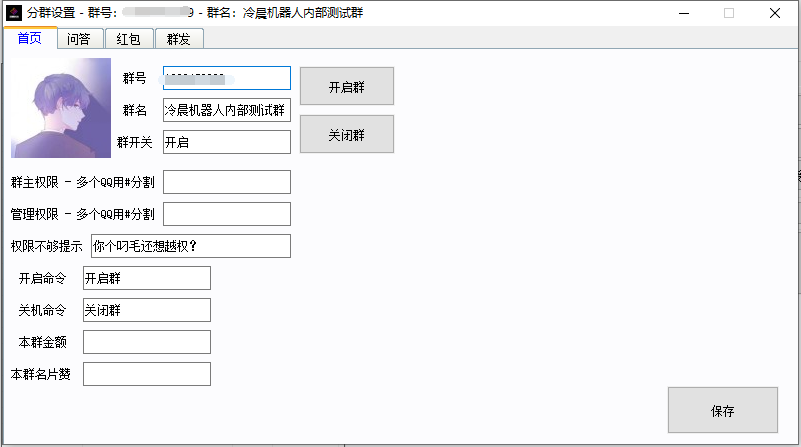 分群设置 - 群号: 9 - 群名: 冷晨机器人内部测试群
首页 问答 红包 群发
群号
开启群
群名 冷晨机器人内部测试群
关闭群
群开关 开启
群主权限 - 多个QQ用#分割
管理权限 - 多个QQ用#分割
权限不够提示 你个叼毛还想越权?
开启命令 开启群
关机命令 关闭群
本群金额
本群名片赞
保存